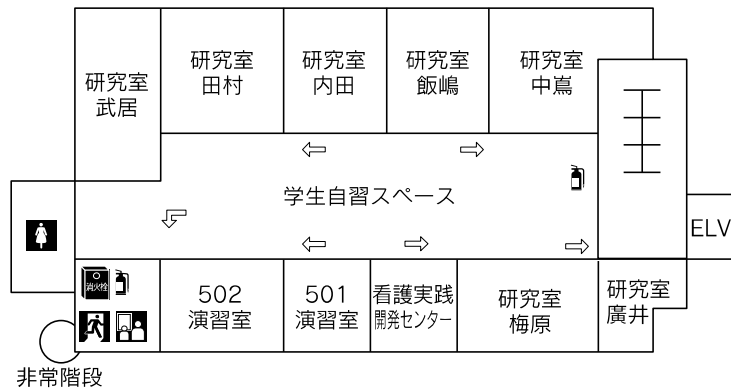 研究室
武居
研究室
田村
研究室
内田
研究室
飯嶋
研究室
中嶌
学生自習スペース
ELV
消火栓
502
演習室
501
演習室
看護実践
開発センター
研究室
梅原
研究室
廣井
非常階段